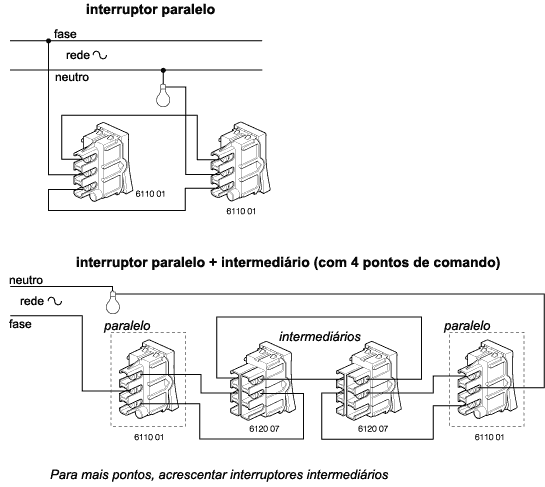 interruptor paralelo
fase
rede
neutro
6110 01
6110 01
interruptor paralelo + intermediário (com 4 pontos de comando)
neutro
rede
fase
paralelo
intermediários
paralelo
6110 01
6120 07
6120 07
6110 01
Para mais pontos, acrescentar interruptores intermediários